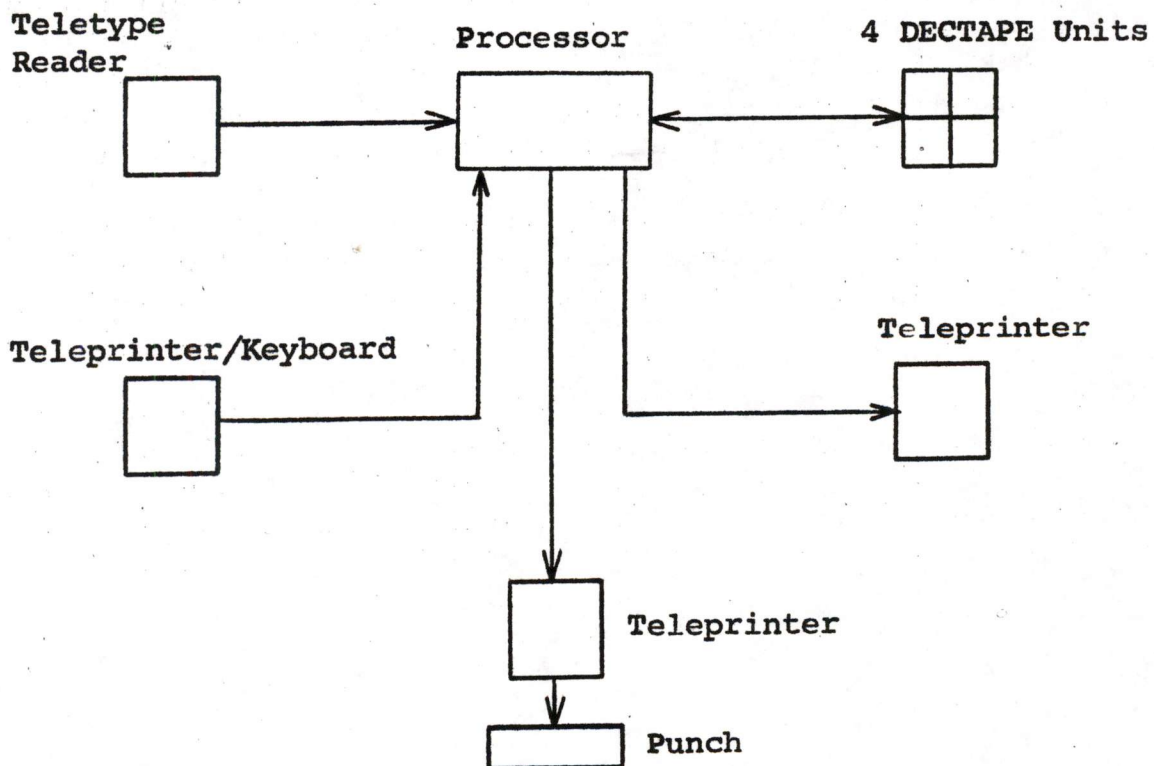 Teletype
Reader
Processor
4 DECTAPE Units
Teleprinter/Keyboard
Teleprinter
Teleprinter
Punch